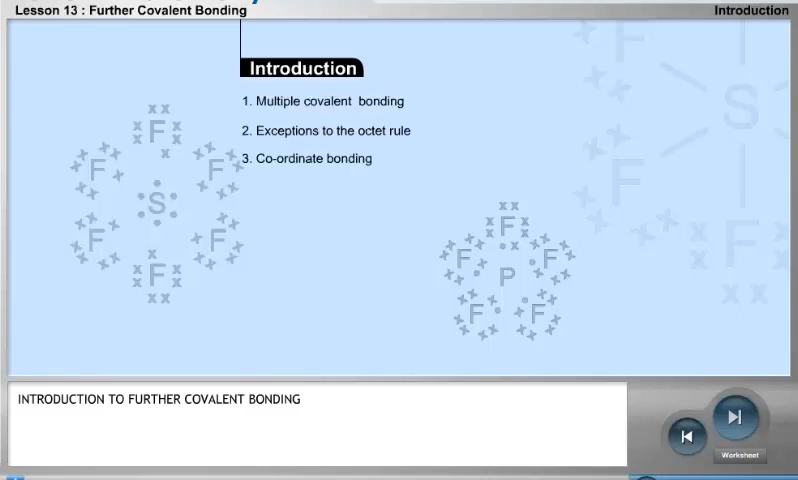 Lesson 13 : Further Covalent Bonding
Introduction
Introduction
1. Multiple covalent bonding
2. Exceptions to the octet rule
3. Co-ordinate bonding
F
F
F
S
F
F
F
F
F
F
P
F
F
F
S
F
F
INTRODUCTION TO FURTHER COVALENT BONDING
Worksheet